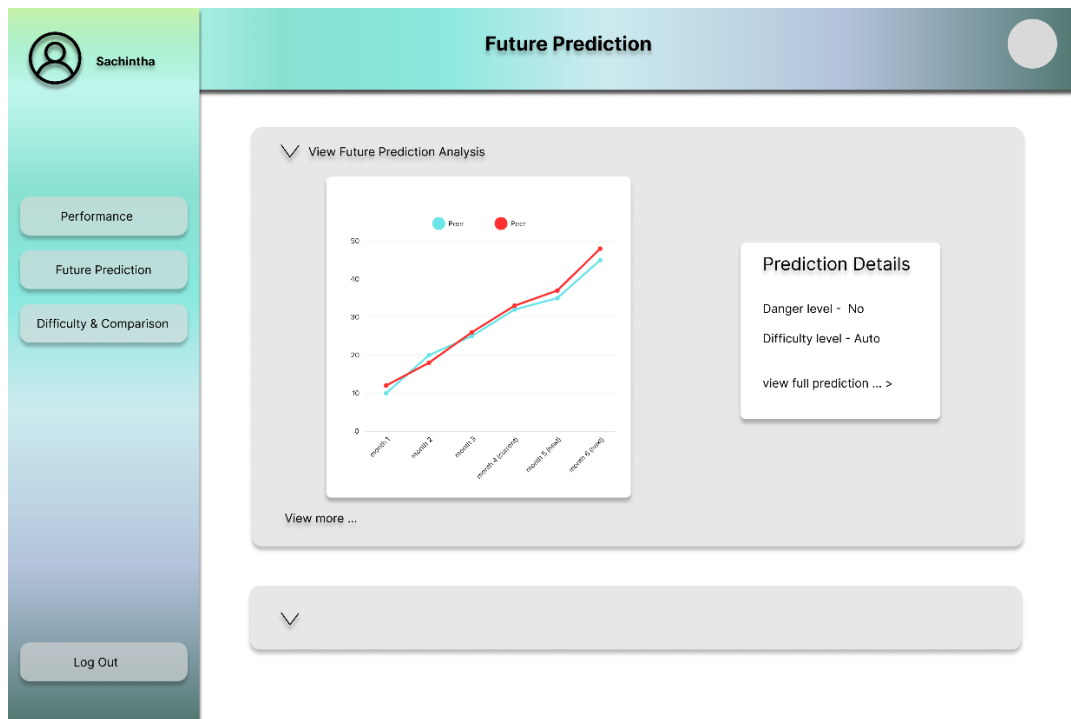 Sachintha
Future Prediction
Performance
Future Prediction
Difficulty & Comparison
Log Out
View Future Prediction Analysis
Peer Peer
50
40
30
20
10
0
month 1 month 2 month 3 month 4 (current) month 5 (next) month 6 (next)
View more ...
Prediction Details
Danger level - No
Difficulty level - Auto
view full prediction ... >